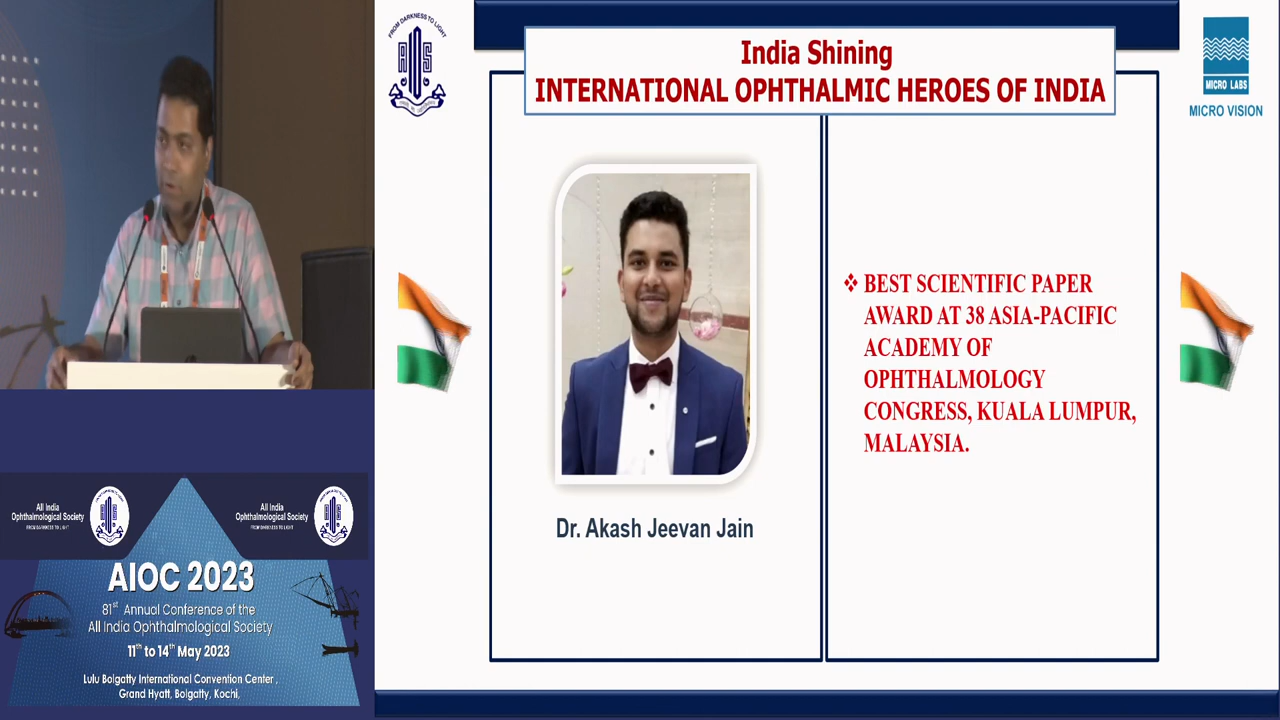 FROM DARKNESS TO LIGHT
AIOS
India Shining
INTERNATIONAL OPHTHALMIC HEROES OF INDIA
MICRO LABS
MICRO VISION
❖ BEST SCIENTIFIC PAPER
AWARD AT 38 ASIA-PACIFIC
ACADEMY OF
OPHTHALMOLOGY
CONGRESS, KUALA LUMPUR,
MALAYSIA.
Dr. Akash Jeevan Jain
All India
Ophthalmological Society
FROM DARKNESS TO LIGHT
All India
Ophthalmological Society
FROM DARKNESS TO LIGHT
AIOC 2023
81st Annual Conference of the
All India Ophthalmological Society
11th to 14th May 2023
Lulu Bolgatty International Convention Center,
Grand Hyatt, Bolgatty, Kochi,